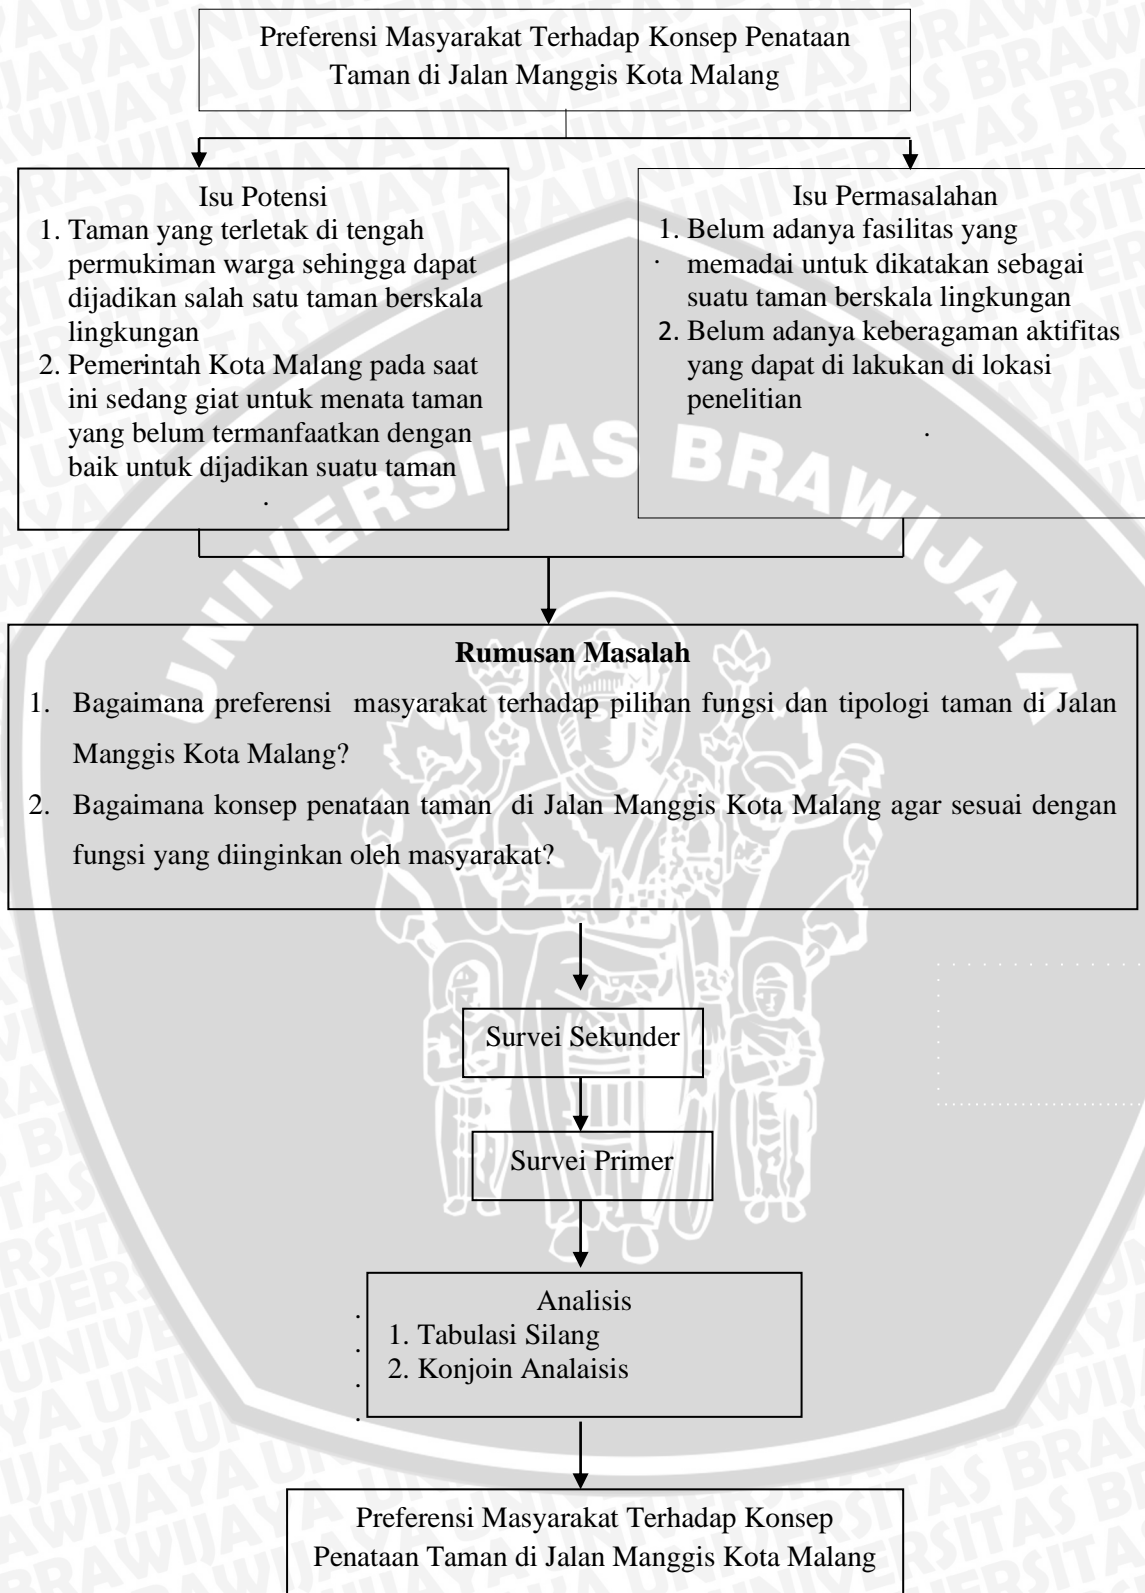 Preferensi Masyarakat Terhadap Konsep Penataan
Taman di Jalan Manggis Kota Malang
Isu Potensi
1. Taman yang terletak di tengah
permukiman warga sehingga dapat
dijadikan salah satu taman berskala
lingkungan
2. Pemerintah Kota Malang pada saat
ini sedang giat untuk menata taman
yang belum termanfaatkan dengan
baik untuk dijadikan suatu taman
.
Isu Permasalahan
1. Belum adanya fasilitas yang
. memadai untuk dikatakan sebagai
suatu taman berskala lingkungan
2. Belum adanya keberagaman aktifitas
yang dapat di lakukan di lokasi
penelitian
.
UNIVERSITAS BRAWIJAYA
Rumusan Masalah
1. Bagaimana preferensi masyarakat terhadap pilihan fungsi dan tipologi taman di Jalan
Manggis Kota Malang?
2. Bagaimana konsep penataan taman di Jalan Manggis Kota Malang agar sesuai dengan
fungsi yang diinginkan oleh masyarakat?
Survei Sekunder
Survei Primer
Analisis
1. Tabulasi Silang
2. Konjoin Analaisis
Preferensi Masyarakat Terhadap Konsep
Penataan Taman di Jalan Manggis Kota Malang